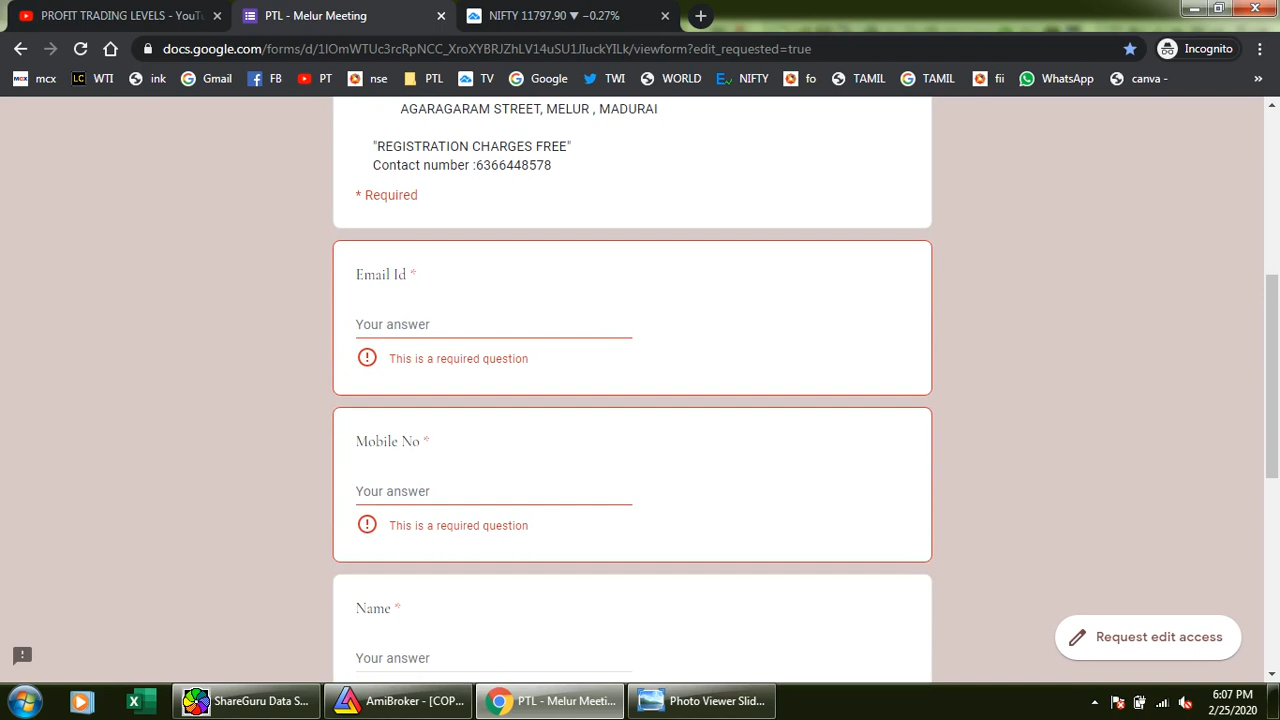 PROFIT TRADING LEVELS - YouTu
PTL - Melur Meeting
NIFTY 11797.90 ▼ −0.27%
docs.google.com/forms/d/1lOmWTUc3rcRpNCC_XroXYBRJZhLV14uSU1JIuckYILk/viewform?edit_requested=true
Incognito
mcx
WTI
ink
Gmail
FB
PT
nse
PTL
TV
Google
TWI
WORLD
NIFTY
fo
TAMIL
TAMIL
fii
WhatsApp
canva -
»
AGARAGARAM STREET, MELUR , MADURAI
"REGISTRATION CHARGES FREE"
Contact number :6366448578
* Required
Email Id *
Your answer
This is a required question
Mobile No *
Your answer
This is a required question
Name *
Your answer
Request edit access
ShareGuru Data S...
AmiBroker - [COP...
PTL - Melur Meeti...
Photo Viewer Slid...
6:07 PM
2/25/2020